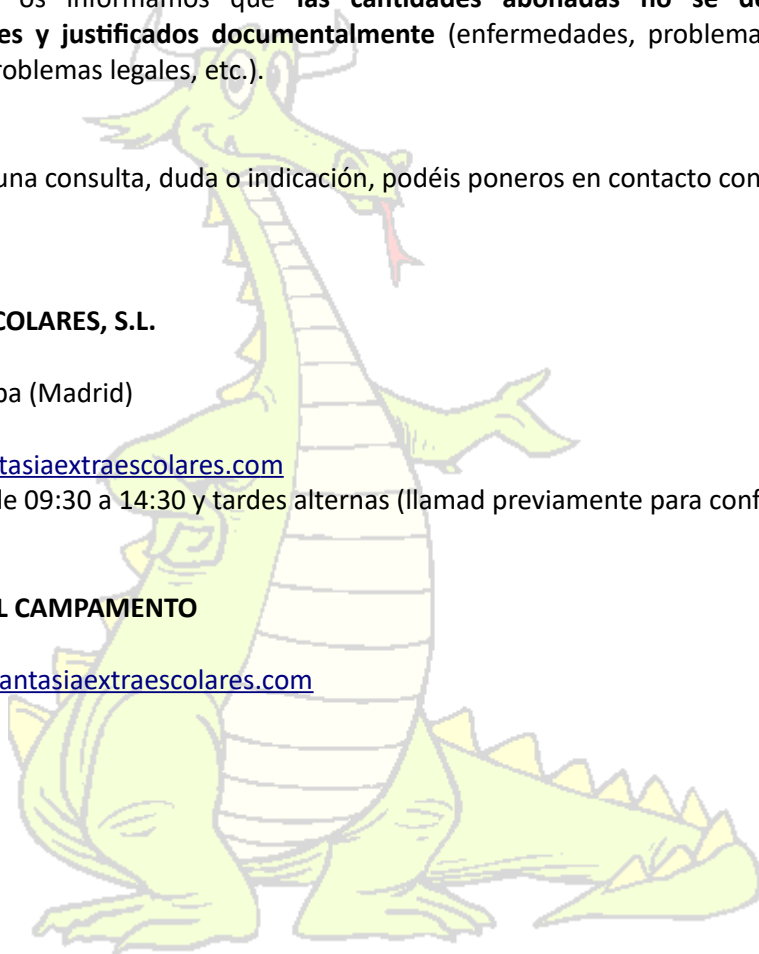 os informamos que las cantidades abonadas no se de
es y justificados documentalmente (enfermedades, problema
roblemas legales, etc.).
una consulta, duda o indicación, podéis poneros en contacto con
COLARES, S.L.
pa (Madrid)
tasiaextraescolares.com
de 09:30 a 14:30 y tardes alternas (llamad previamente para conf
L CAMPAMENTO
antasiaextraescolares.com